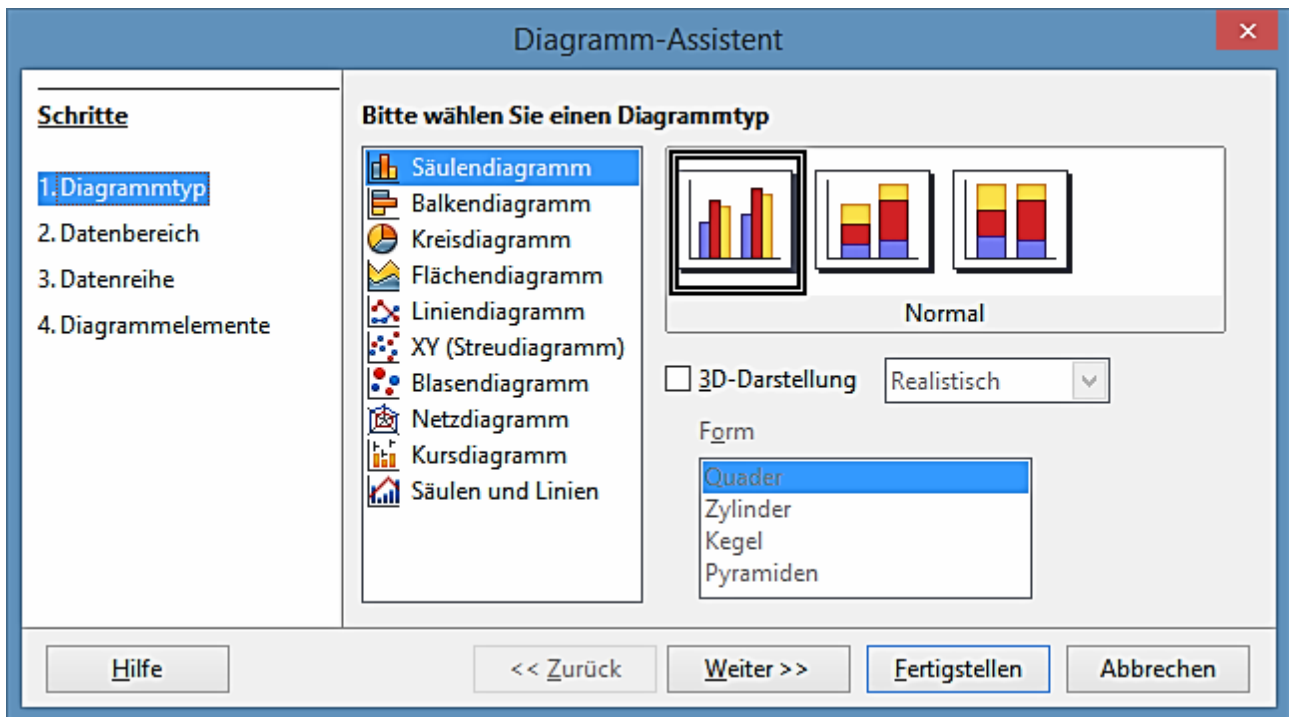 Diagramm-Assistent
Schritte
1. Diagrammtyp
2. Datenbereich
3. Datenreihe
4. Diagrammelemente
Bitte wählen Sie einen Diagrammtyp
Säulendiagramm
Balkendiagramm
Kreisdiagramm
Flächendiagramm
Liniendiagramm
XY (Streudiagramm)
Blasendiagramm
Netzdiagramm
Kursdiagramm
Säulen und Linien
Normal
3D-Darstellung Realistisch
Form
Quader
Zylinder
Kegel
Pyramiden
Hilfe << Zurück Weiter >> Fertigstellen Abbrechen